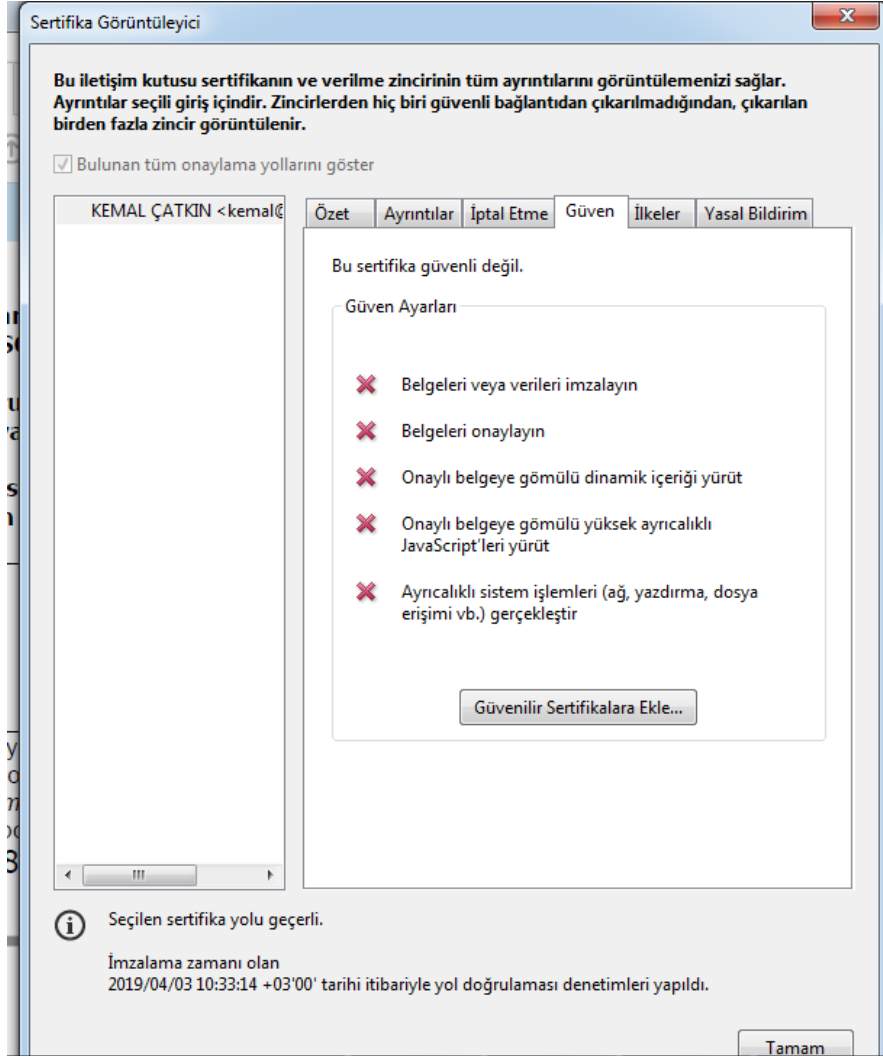 Sertifika Görüntüleyici
Bu iletişim kutusu sertifikanın ve verilme zincirinin tüm ayrıntılarını görüntülemenizi sağlar.
Ayrıntılar seçili giriş içindir. Zincirlerden hiç biri güvenli bağlantıdan çıkarılmadığından, çıkarılan
birden fazla zincir görüntülenir.
Bulunan tüm onaylama yollarını göster
KEMAL ÇATKIN <kemal@
Özet
Ayrıntılar
İptal Etme
Güven
İlkeler
Yasal Bildirim
Bu sertifika güvenli değil.
Güven Ayarları
Belgeleri veya verileri imzalayın
Belgeleri onaylayın
Onaylı belgeye gömülü dinamik içeriği yürüt
Onaylı belgeye gömülü yüksek ayrıcalıklı
JavaScript'leri yürüt
Ayrıcalıklı sistem işlemleri (ağ, yazdırma, dosya
erişimi vb.) gerçekleştir
Güvenilir Sertifikalara Ekle...
Seçilen sertifika yolu geçerli.
İmzalama zamanı olan
2019/04/03 10:33:14 +03'00' tarihi itibariyle yol doğrulaması denetimleri yapıldı.
Tamam